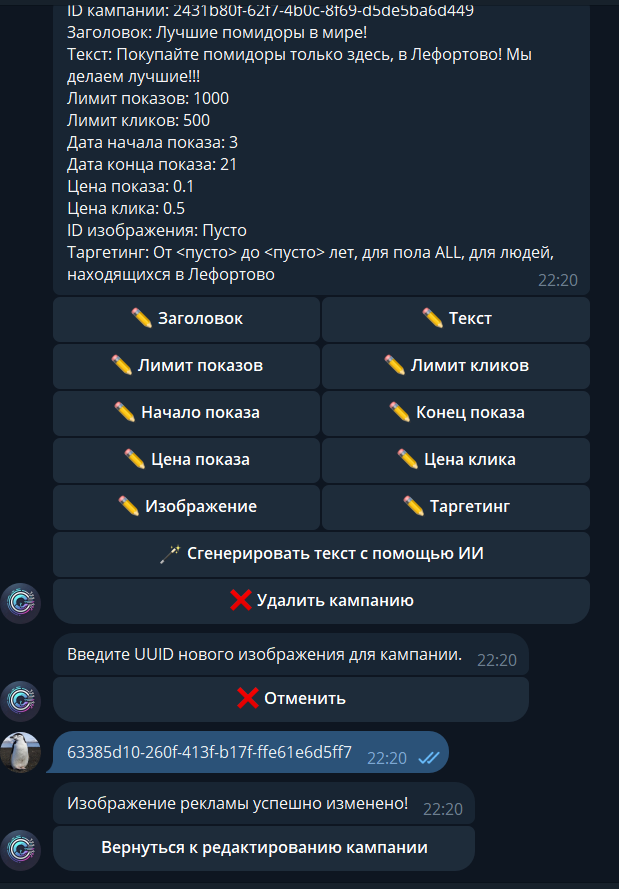 ID кампании: 2431b80f-62f7-4b0c-8f69-d5de5ba6d449
Заголовок: Лучшие помидоры в мире!
Текст: Покупайте помидоры только здесь, в Лефортово! Мы
делаем лучшие!!!
Лимит показов: 1000
Лимит кликов: 500
Дата начала показа: 3
Дата конца показа: 21
Цена показа: 0.1
Цена клика: 0.5
ID изображения: Пусто
Таргетинг: От <пусто> до <пусто> лет, для пола ALL, для людей,
находящихся в Лефортово
22:20
✏️ Заголовок
✏️ Текст
✏️ Лимит показов
✏️ Лимит кликов
✏️ Начало показа
✏️ Конец показа
✏️ Цена показа
✏️ Цена клика
✏️ Изображение
✏️ Таргетинг
🪄 Сгенерировать текст с помощью ИИ
❌ Удалить кампанию
Введите UUID нового изображения для кампании. 22:20
❌ Отменить
63385d10-260f-413f-b17f-ffe61e6d5ff7 22:20
Изображение рекламы успешно изменено! 22:20
Вернуться к редактированию кампании